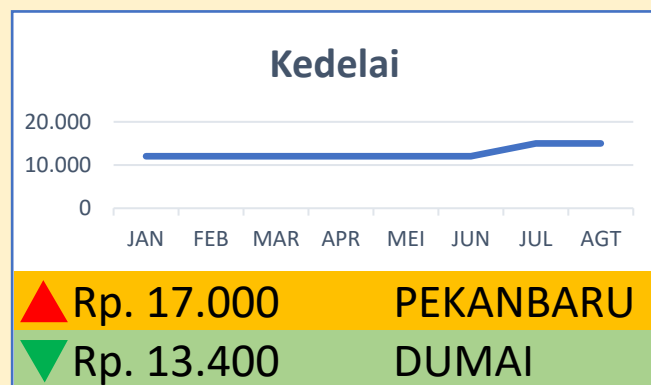 Kedelai
20.000
10.000
0
JAN FEB MAR APR MEI JUN JUL AGT
Rp. 17.000 PEKANBARU
Rp. 13.400 DUMAI